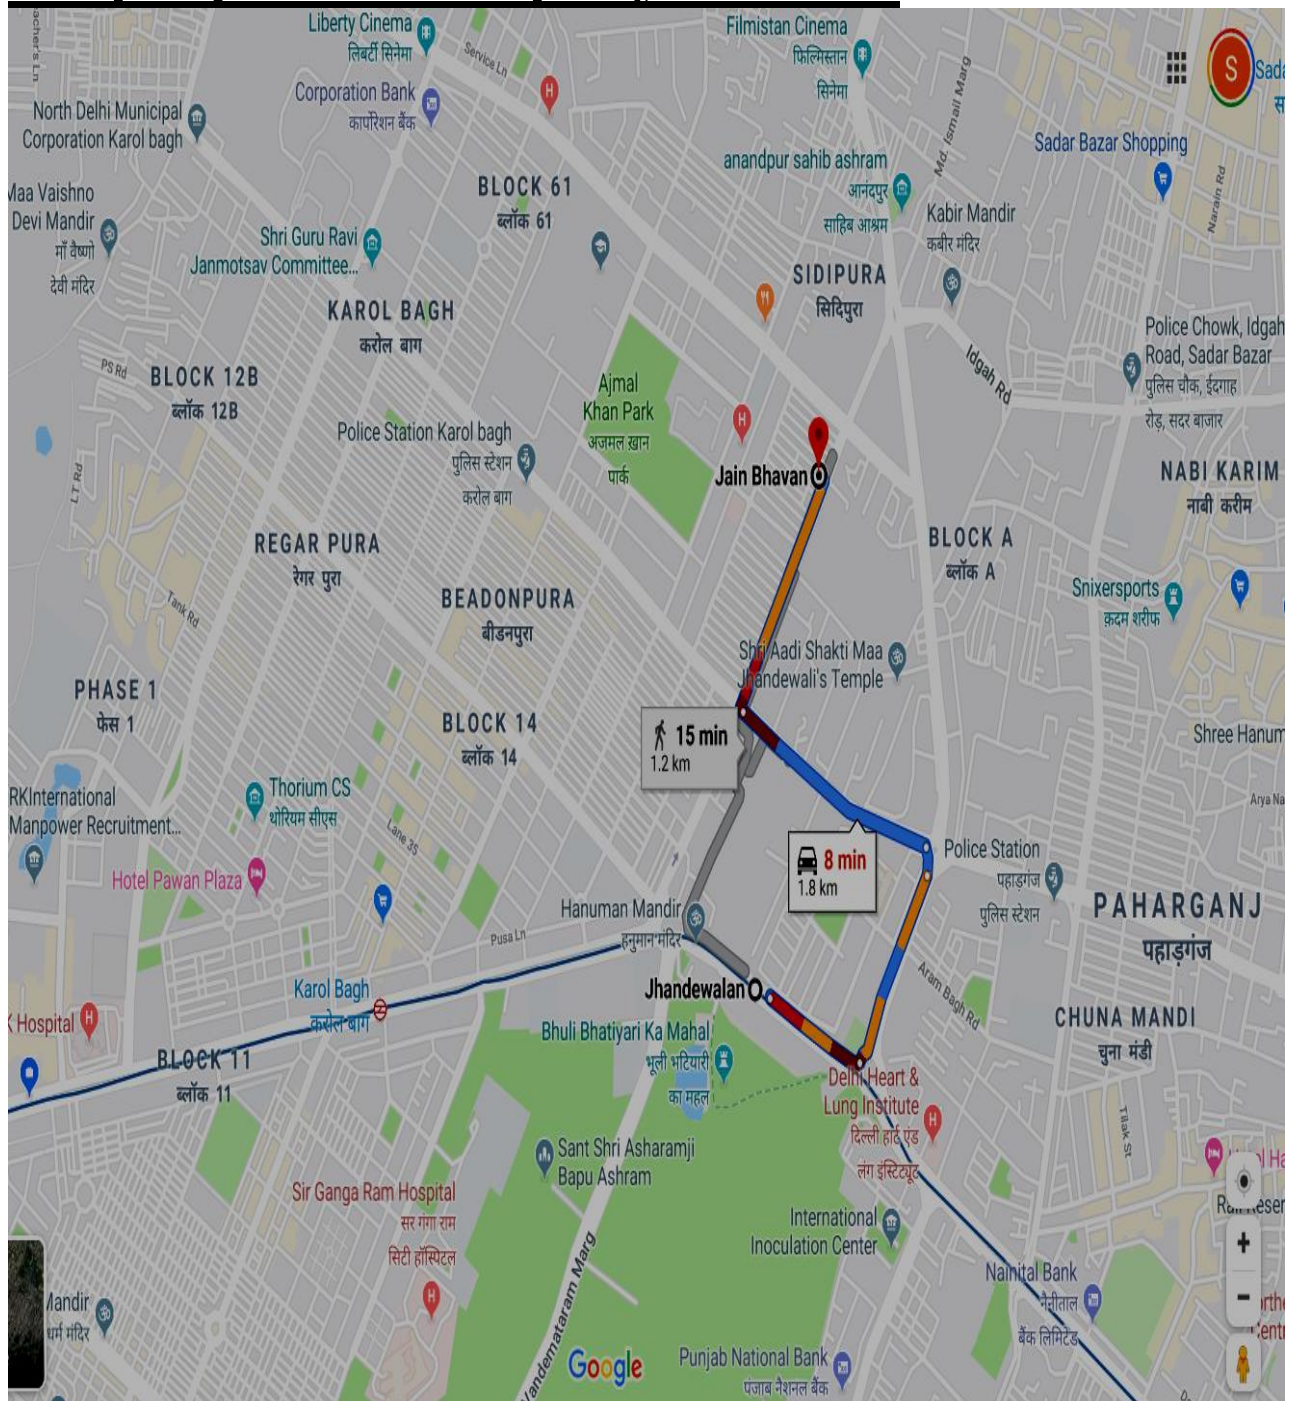 Liberty Cinema
लिबर्टी सिनेमा
Service Ln
Filmistan Cinema
फिल्मिस्तान
सिनेमा
Md. Ismail Marg
S
Corporation Bank
कार्पोरेशन बैंक
North Delhi Municipal
Corporation Karol bagh
Sadar Bazar Shopping
Narain Rd
anandpur sahib ashram
आनंदपुर
साहिब आश्रम
BLOCK 61
ब्लॉक 61
Maa Vaishno
Devi Mandir
माँ वैष्णो
देवी मंदिर
Shri Guru Ravi
Janmotsav Committee...
Kabir Mandir
कबीर मंदिर
SIDIPURA
सिदिपुरा
KAROL BAGH
करोल बाग
Police Chowk, Idgah
Road, Sadar Bazar
पुलिस चौक, ईदगाह
रोड़, सदर बाजार
Idgah Rd
PS Rd
BLOCK 12B
ब्लॉक 12B
Ajmal
Khan Park
अजमल ख़ान
पार्क
Police Station Karol bagh
पुलिस स्टेशन
करोल बाग
Jain Bhavan
LT Rd
NABI KARIM
नाबी करीम
REGAR PURA
रेगर पुरा
BLOCK A
ब्लॉक A
BEADONPURA
बीडनपुरा
Snixersports
क़दम शरीफ
Tank Rd
Shri Aadi Shakti Maa
Jhandewali's Temple
PHASE 1
फेस 1
BLOCK 14
ब्लॉक 14
15 min
1.2 km
Shree Hanum
RKInternational
Manpower Recruitment...
Thorium CS
थोरियम सीएस
Lane 35
Arya Na
8 min
1.8 km
Police Station
पहाड़गंज
पुलिस स्टेशन
Hotel Pawan Plaza
PAHARGANJ
पहाड़गंज
Hanuman Mandir
हनुमान मंदिर
Pusa Ln
Karol Bagh
करोल बाग
Jhandewalan
Aram Bagh Rd
K Hospital
Bhuli Bhatiyari Ka Mahal
भूली भटियारी
का महल
CHUNA MANDI
चुना मंडी
BLOCK 11
ब्लॉक 11
Delhi Heart &
Lung Institute
दिल्ली हार्ट एंड
लंग इंस्टिट्यूट
Tilak St
Sant Shri Asharamji
Bapu Ashram
Sir Ganga Ram Hospital
सर गंगा राम
सिटी हॉस्पिटल
International
Inoculation Center
Vandemataram Marg
Nainital Bank
नैनीताल
बैंक लिमिटेड
Mandir
धर्म मंदिर
Google
Punjab National Bank
पंजाब नैशनल बैंक